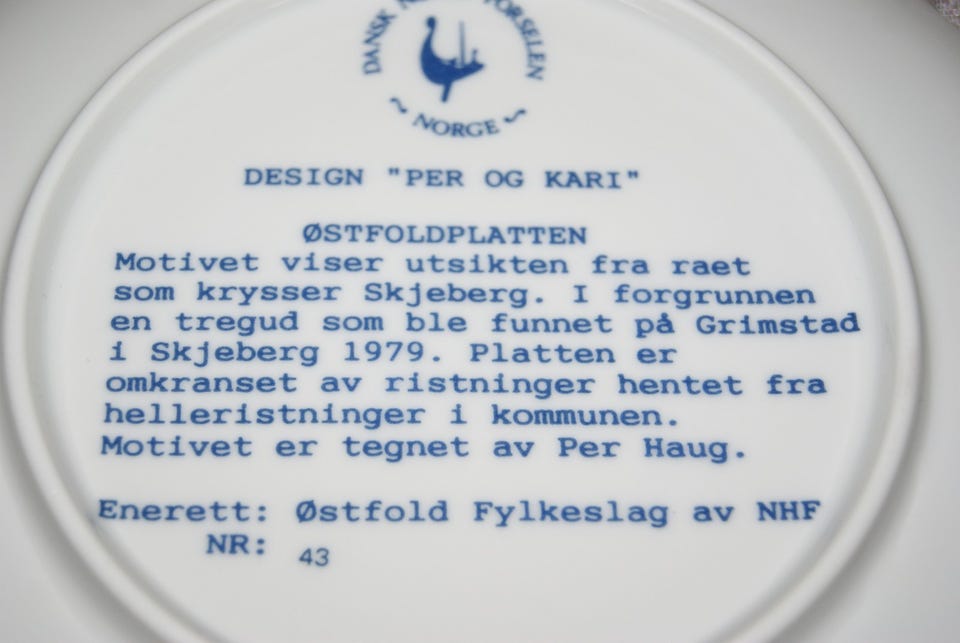 DANSK PORSELEN
NORGE
DESIGN "PER OG KARI"
ØSTFOLDPLATTEN
Motivet viser utsikten fra raet
som krysser Skjeberg. I forgrunnen
en tregud som ble funnet på Grimstad
i Skjeberg 1979. Platten er
omkranset av ristninger hentet fra
helleristninger i kommunen.
Motivet er tegnet av Per Haug.
Enerett: Østfold Fylkeslag av NHF
NR: 43